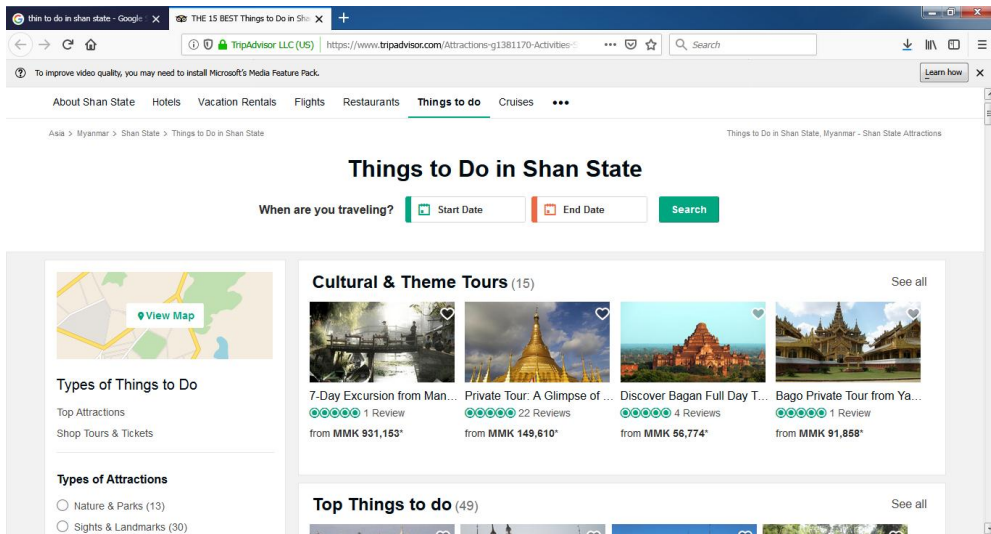 thin to do in shan state - Google
THE 15 BEST Things to Do in Sha
TripAdvisor LLC (US)
https://www.tripadvisor.com/Attractions-g1381170-Activities-S
Search
To improve video quality, you may need to install Microsoft's Media Feature Pack.
Learn how
About Shan State Hotels Vacation Rentals Flights Restaurants Things to do Cruises •••
Asia > Myanmar > Shan State > Things to Do in Shan State
Things to Do in Shan State, Myanmar - Shan State Attractions
Things to Do in Shan State
When are you traveling? Start Date End Date Search
View Map
Types of Things to Do
Top Attractions
Shop Tours & Tickets
Types of Attractions
Nature & Parks (13)
Sights & Landmarks (30)
Cultural & Theme Tours (15)
See all
7-Day Excursion from Man...
1 Review
from MMK 931,153*
Private Tour: A Glimpse of ...
22 Reviews
from MMK 149,610*
Discover Bagan Full Day T...
4 Reviews
from MMK 56,774*
Bago Private Tour from Ya...
1 Review
from MMK 91,858*
Top Things to do (49)
See all